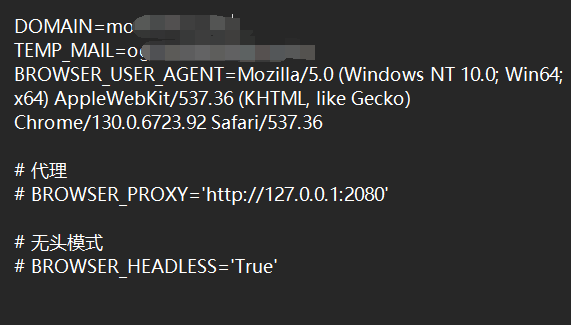 DOMAIN=mo
TEMP_MAIL=og
BROWSER_USER_AGENT=Mozilla/5.0 (Windows NT 10.0; Win64;
x64) AppleWebKit/537.36 (KHTML, like Gecko)
Chrome/130.0.6723.92 Safari/537.36
# 代理
# BROWSER_PROXY='http://127.0.0.1:2080'
# 无头模式
# BROWSER_HEADLESS='True'